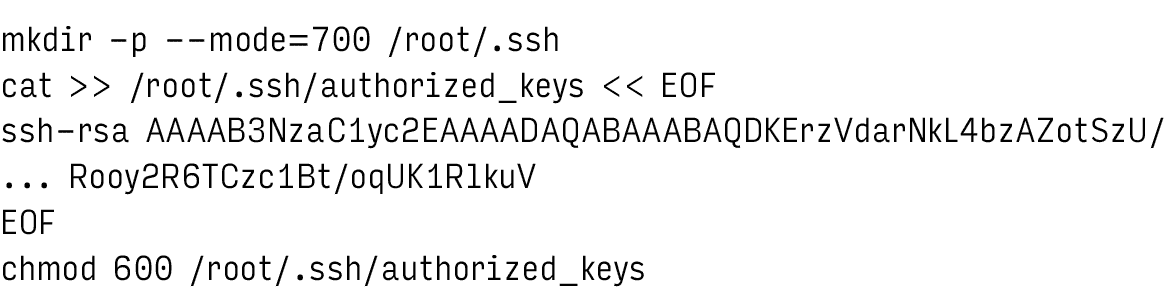 mkdir -p --mode=700 /root/.ssh
cat >> /root/.ssh/authorized_keys << EOF
ssh-rsa AAAAB3NzaC1yc2EAAAADAQABAAABAQDKErzVdarNkL4bzAZotSzU/
... Rooy2R6TCzc1Bt/oqUK1RlkuV
EOF
chmod 600 /root/.ssh/authorized_keys